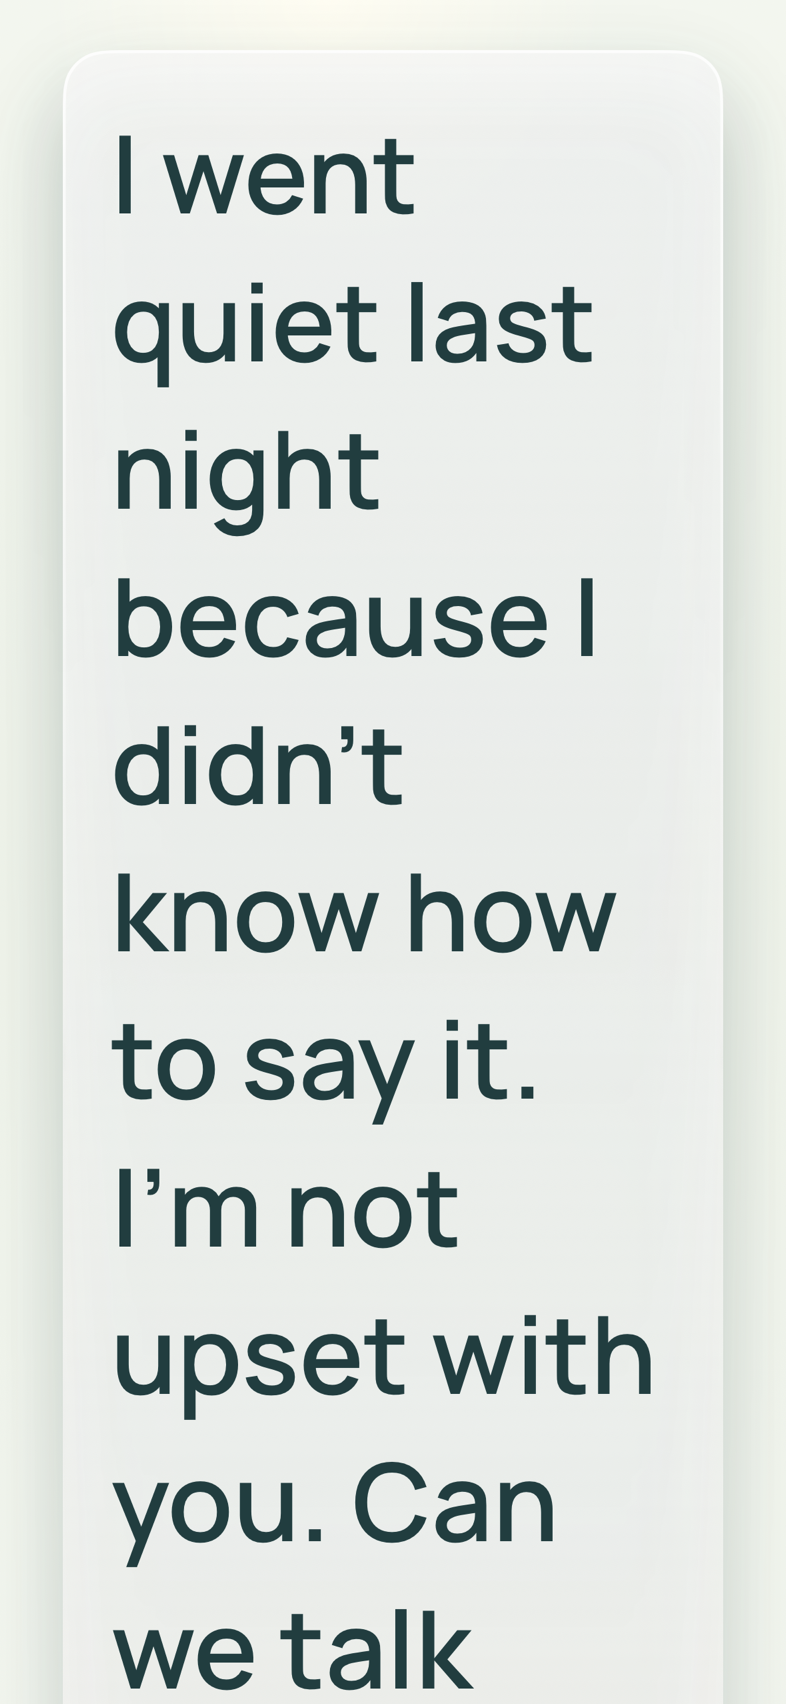 I went
quiet last
night
because I
didn’t
know how
to say it.
I’m not
upset with
you. Can
we talk